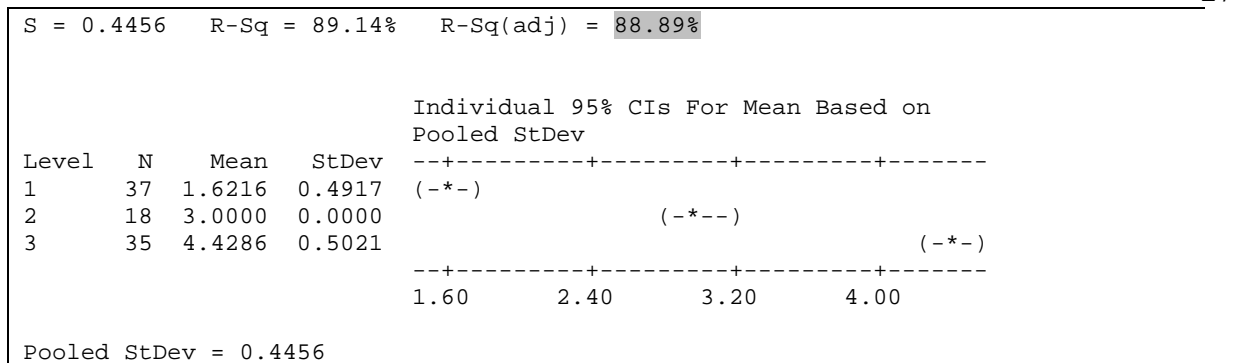 S = 0.4456   R-Sq = 89.14%   R-Sq(adj) = 88.89%
Individual 95% CIs For Mean Based on
Pooled StDev
Level   N    Mean   StDev  --+---------+---------+---------+-------
1      37  1.6216  0.4917  (-*-)
2      18  3.0000  0.0000                   (-*--)
3      35  4.4286  0.5021                                     (-*-)
--+---------+---------+---------+-------
1.60      2.40      3.20      4.00
Pooled StDev = 0.4456